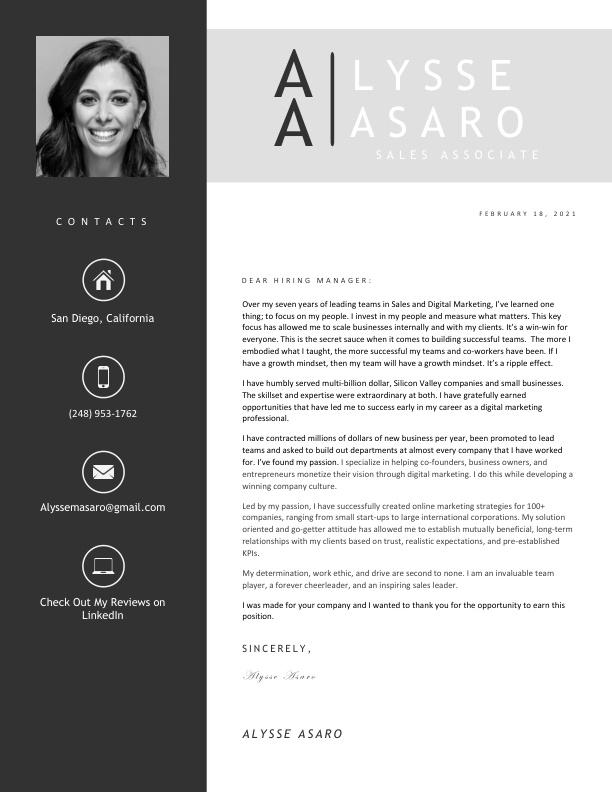 A LYSSE
A ASARO
SALES ASSOCIATE
CONTACTS
San Diego, California
(248) 953-1762
Alyssemasaro@gmail.com
Check Out My Reviews on
LinkedIn
FEBRUARY 18, 2021
DEAR HIRING MANAGER:
Over my seven years of leading teams in Sales and Digital Marketing, I've learned one
thing; to focus on my people. I invest in my people and measure what matters. This key
focus has allowed me to scale businesses internally and with my clients. It's a win-win for
everyone. This is the secret sauce when it comes to building successful teams. The more I
embodied what I taught, the more successful my teams and co-workers have been. If I
have a growth mindset, then my team will have a growth mindset. It's a ripple effect.
I have humbly served multi-billion dollar, Silicon Valley companies and small businesses.
The skillset and expertise were extraordinary at both. I have gratefully earned
opportunities that have led me to success early in my career as a digital marketing
professional.
I have contracted millions of dollars of new business per year, been promoted to lead
teams and asked to build out departments at almost every company that I have worked
for. I've found my passion. I specialize in helping co-founders, business owners, and
entrepreneurs monetize their vision through digital marketing. I do this while developing a
winning company culture.
Led by my passion, I have successfully created online marketing strategies for 100+
companies, ranging from small start-ups to large international corporations. My solution
oriented and go-getter attitude has allowed me to establish mutually beneficial, long-term
relationships with my clients based on trust, realistic expectations, and pre-established
KPIs.
My determination, work ethic, and drive are second to none. I am an invaluable team
player, a forever cheerleader, and an inspiring sales leader.
I was made for your company and I wanted to thank you for the opportunity to earn this
position.
SINCERELY,
Alysse Asaro
ALYSSE ASARO